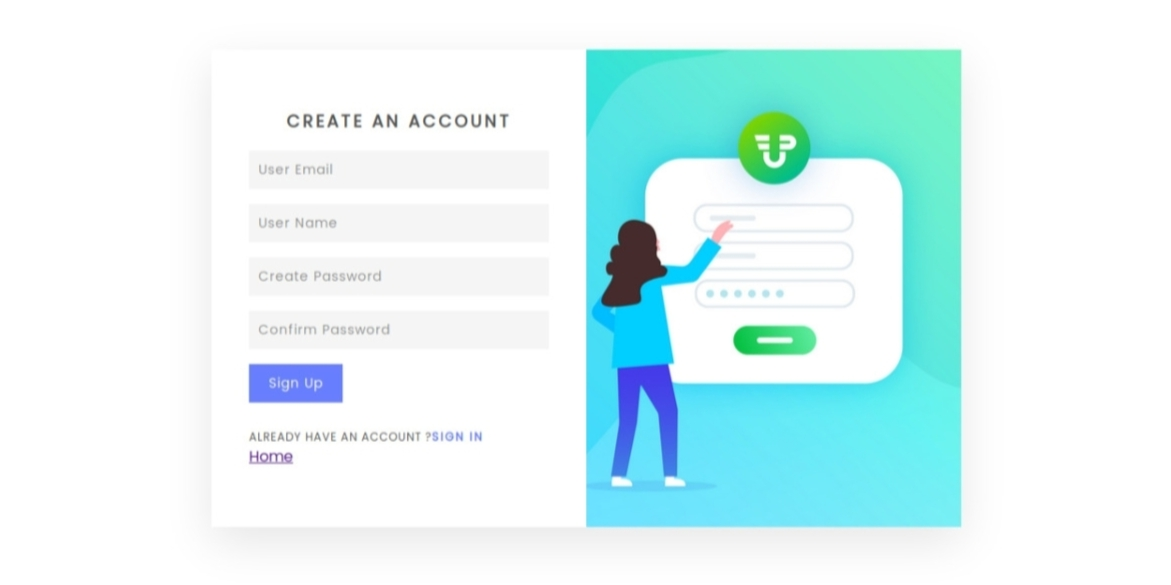 CREATE AN ACCOUNT
User Email
User Name
Create Password
Confirm Password
Sign Up
ALREADY HAVE AN ACCOUNT ?SIGN IN
Home
UP